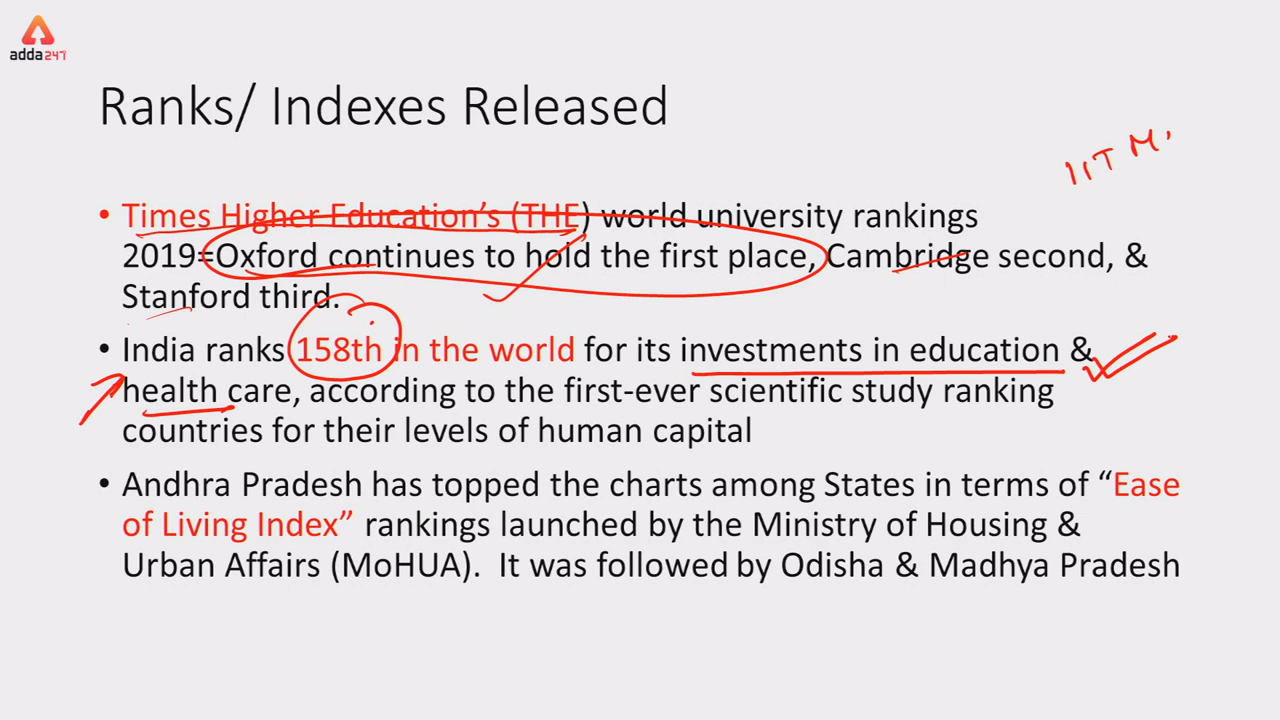 adda247
Ranks/ Indexes Released
IIT M.
• Times Higher Education's (THE) world university rankings
2019=Oxford continues to hold the first place, Cambridge second, &
Stanford third.
• India ranks 158th in the world for its investments in education &
health care, according to the first-ever scientific study ranking
countries for their levels of human capital
• Andhra Pradesh has topped the charts among States in terms of “Ease
of Living Index” rankings launched by the Ministry of Housing &
Urban Affairs (MoHUA). It was followed by Odisha & Madhya Pradesh